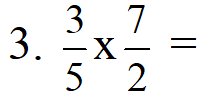 3. 3/5 x 7/2 =